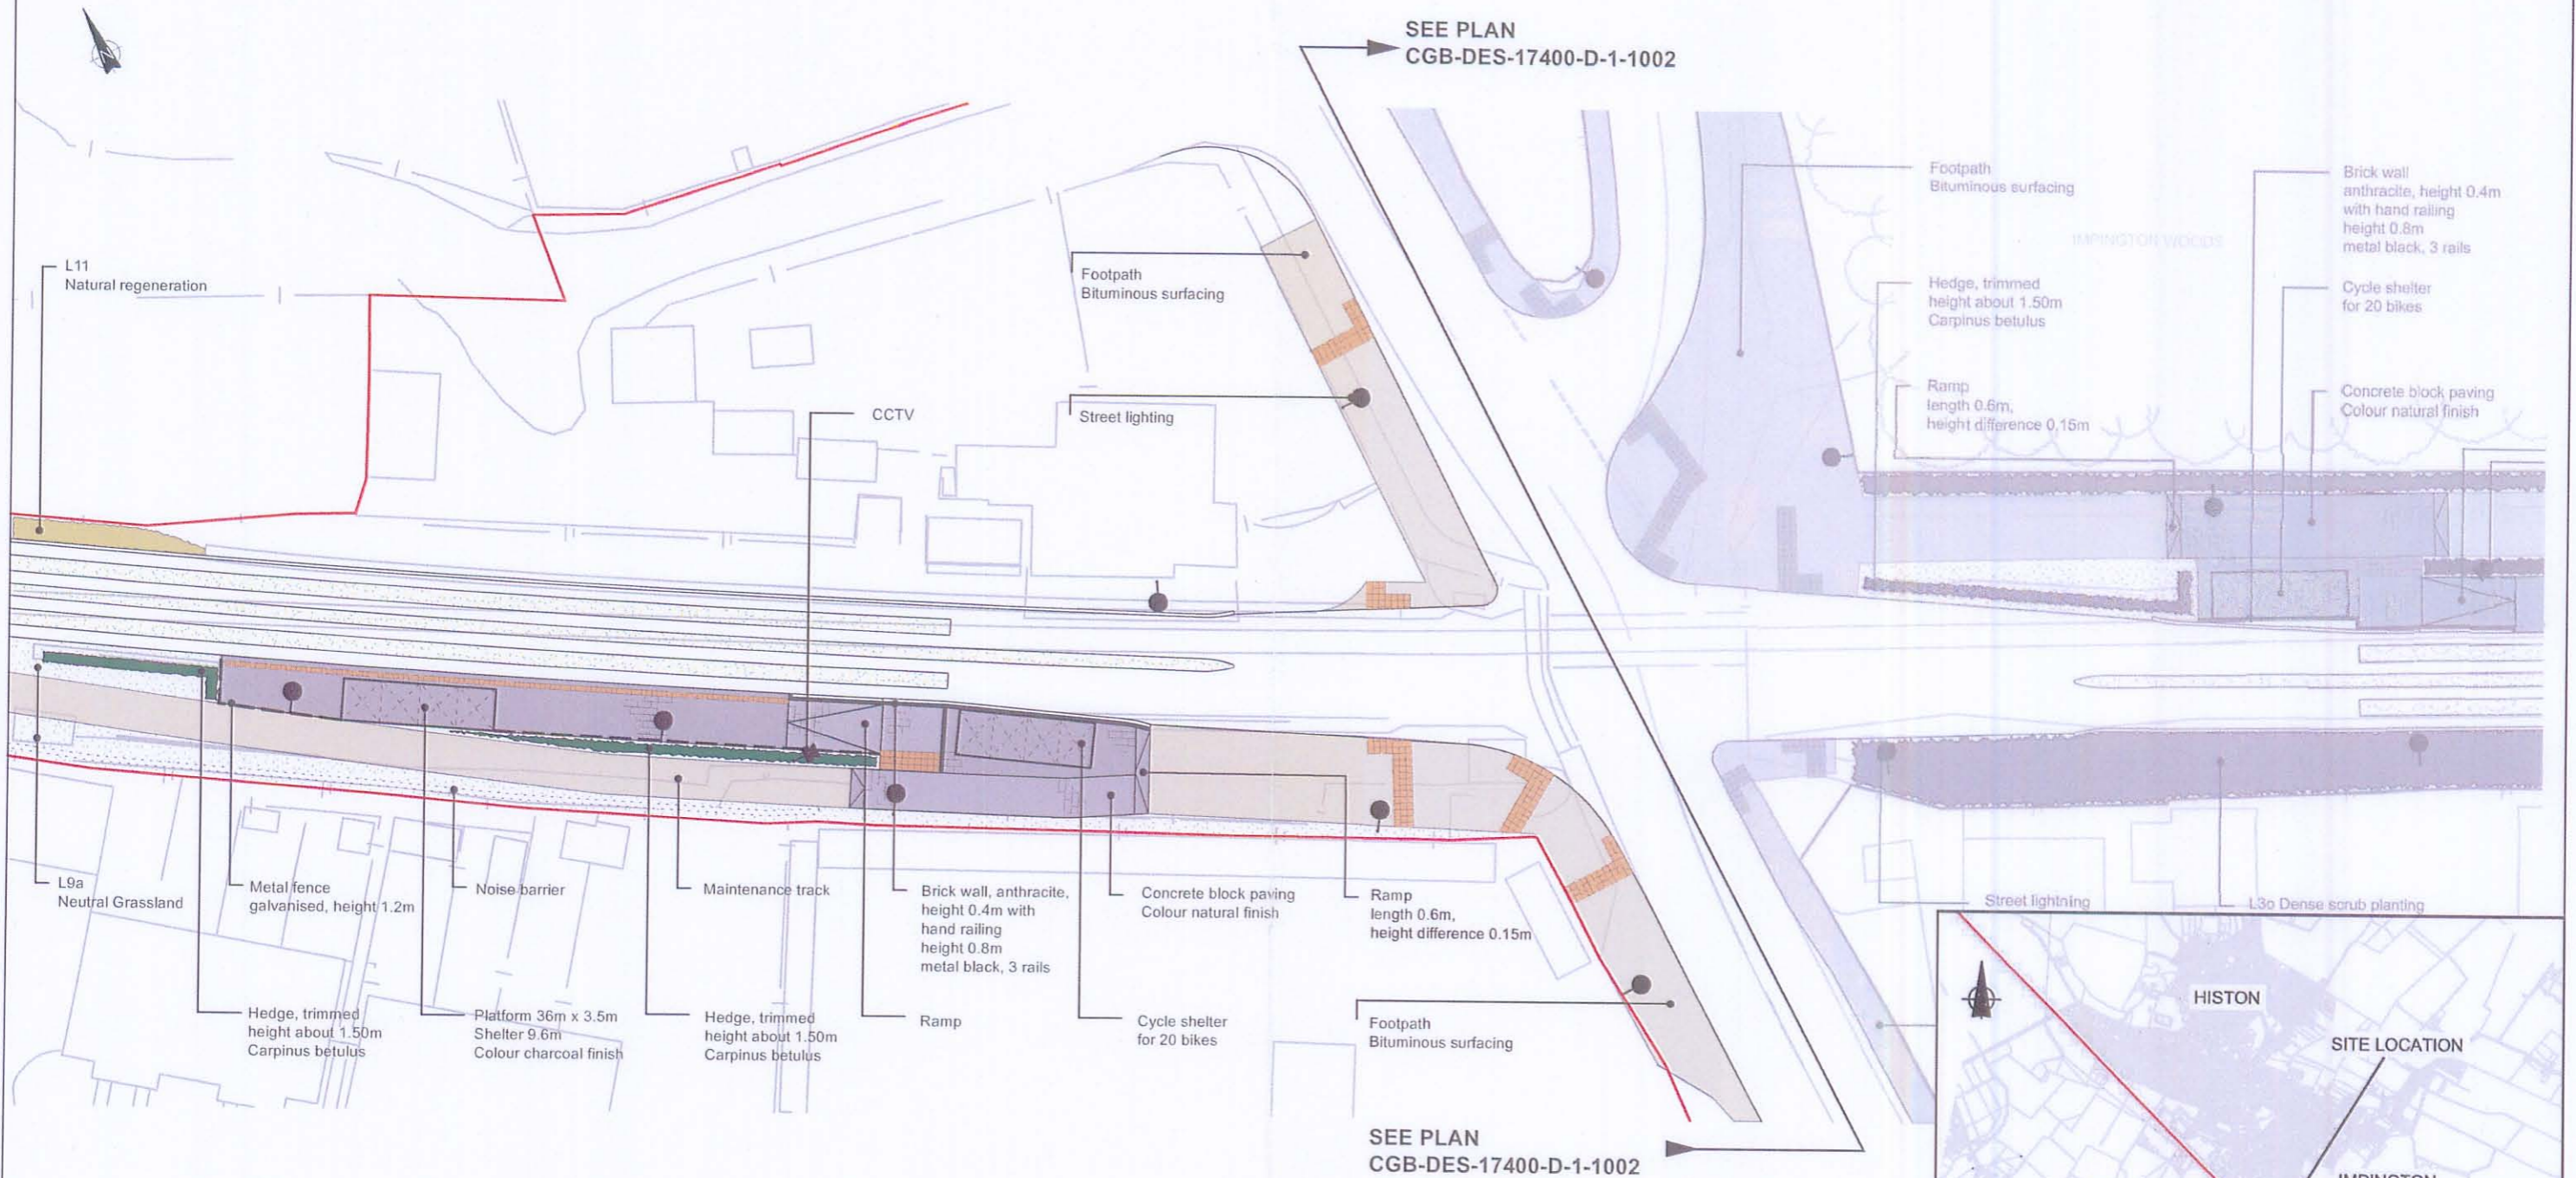 SEE PLAN
CGB-DES-17400-D-1-1002
Footpath
Bituminous surfacing
Brick wall
anthracite, height 0.4m
with hand railing
height 0.8m
metal black, 3 rails
IMPINGTON WOODS
L11
Natural regeneration
Footpath
Bituminous surfacing
Hedge, trimmed
height about 1.50m
Carpinus betulus
Cycle shelter
for 20 bikes
CCTV
Street lighting
Ramp
length 0.6m,
height difference 0.15m
Concrete block paving
Colour natural finish
L9a
Neutral Grassland
Metal fence
galvanised, height 1.2m
Noise barrier
Maintenance track
Brick wall, anthracite,
height 0.4m with
hand railing
height 0.8m
metal black, 3 rails
Concrete block paving
Colour natural finish
Ramp
length 0.6m,
height difference 0.15m
Street lightning
L3o Dense scrub planting
Hedge, trimmed
height about 1.50m
Carpinus betulus
Platform 36m x 3.5m
Shelter 9.6m
Colour charcoal finish
Hedge, trimmed
height about 1.50m
Carpinus betulus
Ramp
Cycle shelter
for 20 bikes
Footpath
Bituminous surfacing
HISTON
SITE LOCATION
IMPINGTON
SEE PLAN
CGB-DES-17400-D-1-1002